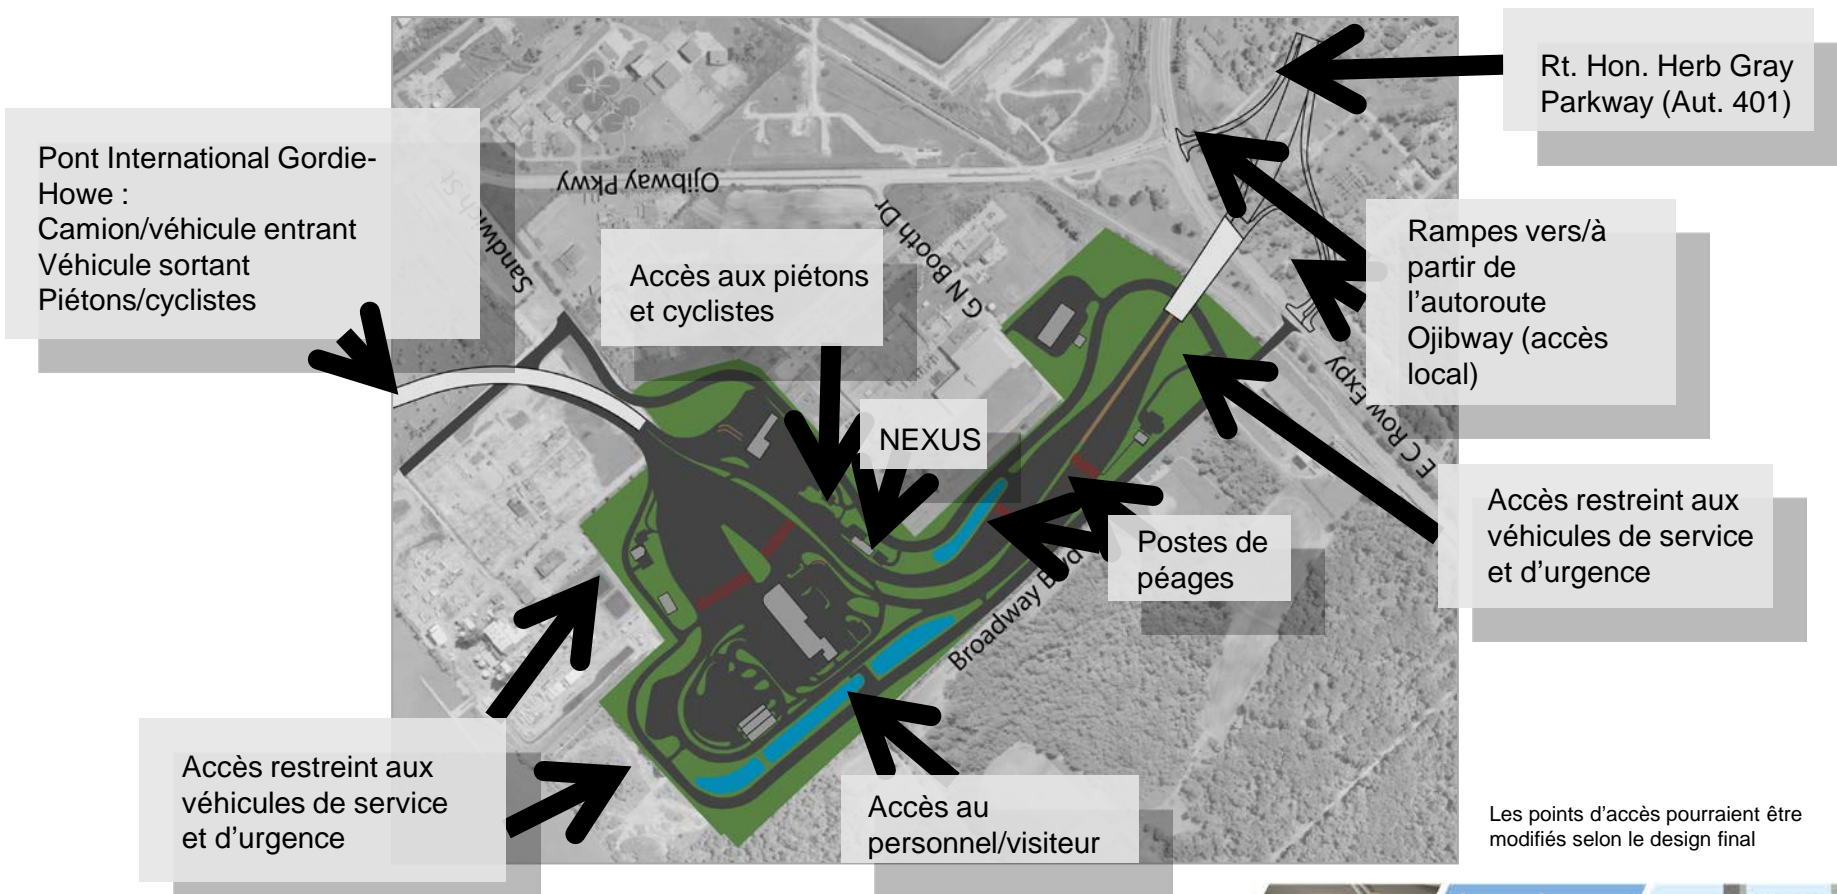 Rt. Hon. Herb Gray
Parkway (Aut. 401)
Pont International Gordie-
Howe :
Camion/véhicule entrant
Véhicule sortant
Piétons/cyclistes
Ojibway Pkwy
Sandwich St
G N Booth Dr
Accès aux piétons
et cyclistes
Rampes vers/à
partir de
l’autoroute
Ojibway (accès
local)
E C Row Expy
NEXUS
Accès restreint aux
véhicules de service
et d'urgence
Postes de
péages
Broadway Blvd
Accès restreint aux
véhicules de service
et d'urgence
Accès au
personnel/visiteur
Les points d’accès pourraient être
modifiés selon le design final